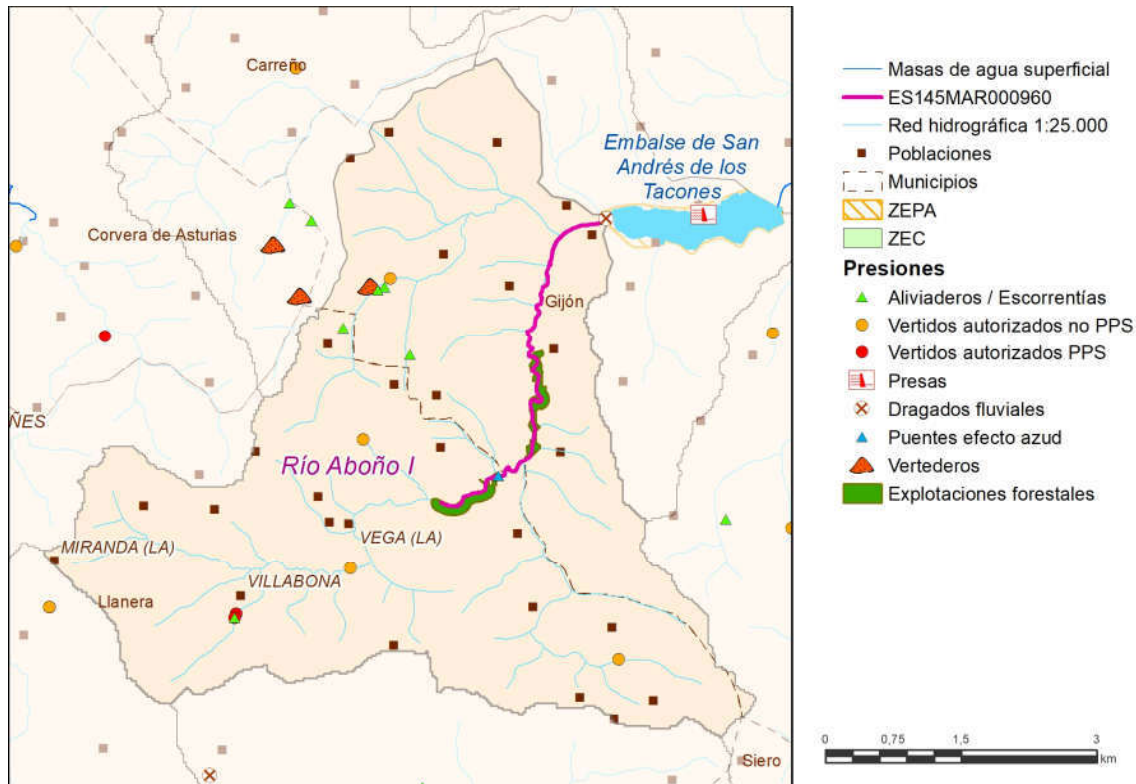 Carreño
Embalse de San
Andrés de los
Tacones
Corvera de Asturias
Gijón
ÑES
Río Aboño I
VEGA (LA)
MIRANDA (LA)
VILLABONA
Llanera
Siero
Masas de agua superficial
ES145MAR000960
Red hidrográfica 1:25.000
Poblaciones
Municipios
ZEPA
ZEC
Presiones
Aliviaderos / Escorrentías
Vertidos autorizados no PPS
Vertidos autorizados PPS
Presas
Dragados fluviales
Puentes efecto azud
Vertederos
Explotaciones forestales
0 0,75 1,5 3
km